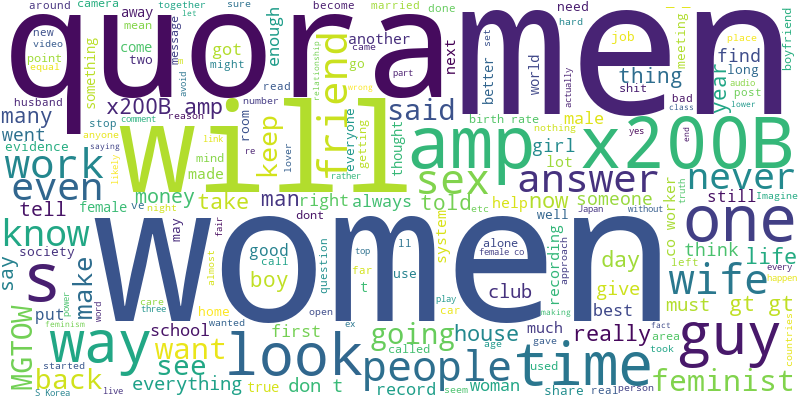 quora
men
will
women
amp
x200B
friend
sex
said
answer
never
one
wife
guy
time
people
look
way
know
work
even
s
x200B amp
many
went
evidence
around
camera
away
mean
come
two
point
equal
something
new
video
together
message
might
become
married
done
let
sure
got
enough
another
go
came
avoid
need
hard
job
meeting
next
better
set
find
thing
world
place
class
long
year
boyfriend
husband
read
relationship
wrong
part
actually
shit
bad
audio
post
lower
male
birth rate
girl
lot
nothing
yes
end
room
number
reason
stop
anyone
saying
comment
link
lover
re
keep
everyone
getting
thought
rather
mind
made
likely
money
tell
female
ve
night
take
man
right
always
told
help
now
someone
still
truth
Imagine
co worker
think
life
left
every
happen
must
gt gt
countries
say
society
put
make
may
word
almost
fair
care
three
power
feminism
home
wanted
good
call
boy
dont
etc
question
open
top
far
t
ll
use
system
car
play
well
alone
female co
club
Japan
without
recording
approach
day
give
best
making
MGTOW
back
want
see
school
first
going
house
much
really
feminist
fact
area
took
started
S Korea
live
everything
true
don t
ex
called
age
record
used
seem
woman
gave
share
real
person